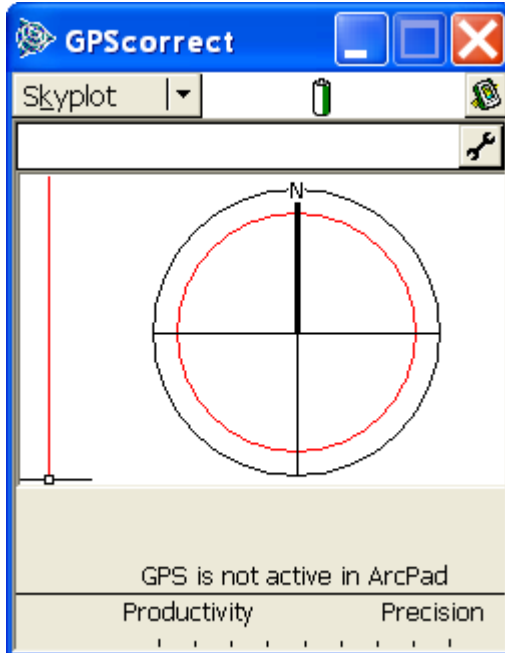 GPScorrect
Skyplot
N
GPS is not active in ArcPad
Productivity Precision